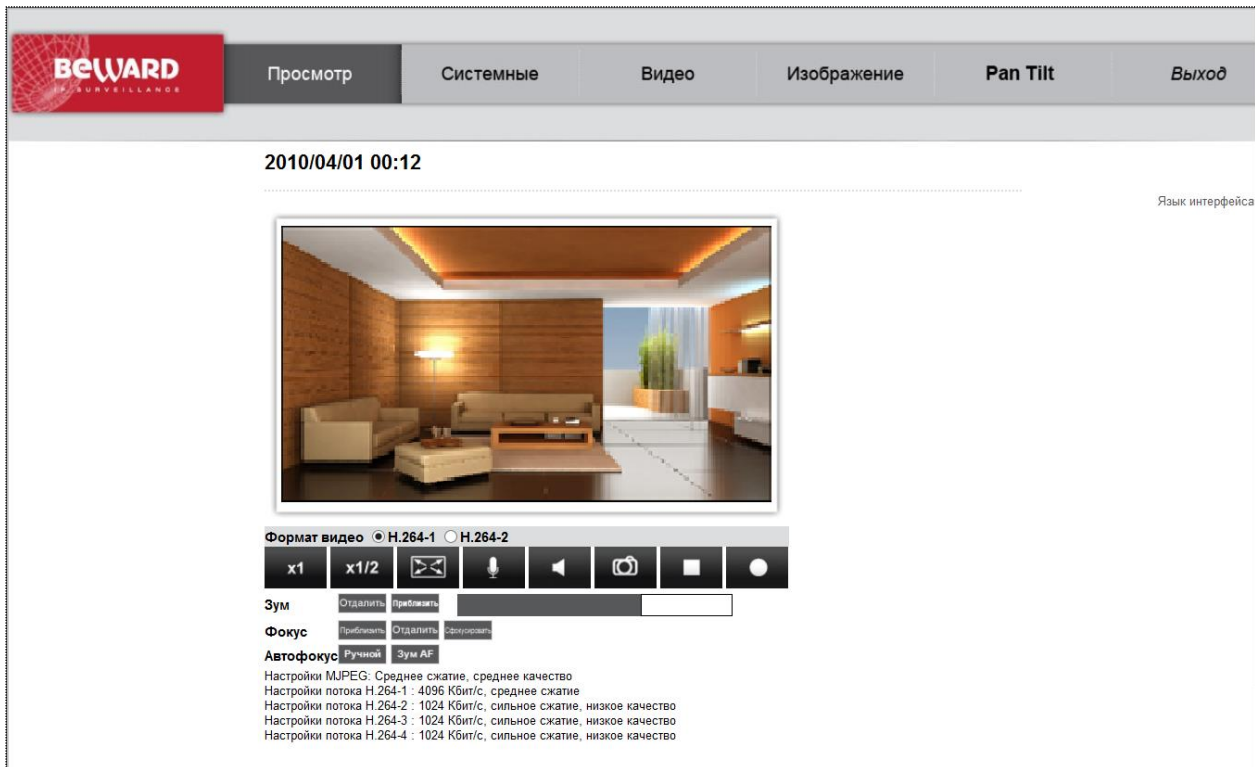 BEWARD
IP SURVEILLANCE
Просмотр Системные Видео Изображение Pan Tilt Выход
2010/04/01 00:12
Язык интерфейса
Формат видео H.264-1 H.264-2
x1 x1/2
Зум Отдалить Приблизить
Фокус Приблизить Отдалить Сфокусировать
Автофокус Ручной Зум AF
Настройки MJPEG: Среднее сжатие, среднее качество
Настройки потока H.264-1 : 4096 Кбит/с, среднее сжатие
Настройки потока H.264-2 : 1024 Кбит/с, сильное сжатие, низкое качество
Настройки потока H.264-3 : 1024 Кбит/с, сильное сжатие, низкое качество
Настройки потока H.264-4 : 1024 Кбит/с, сильное сжатие, низкое качество